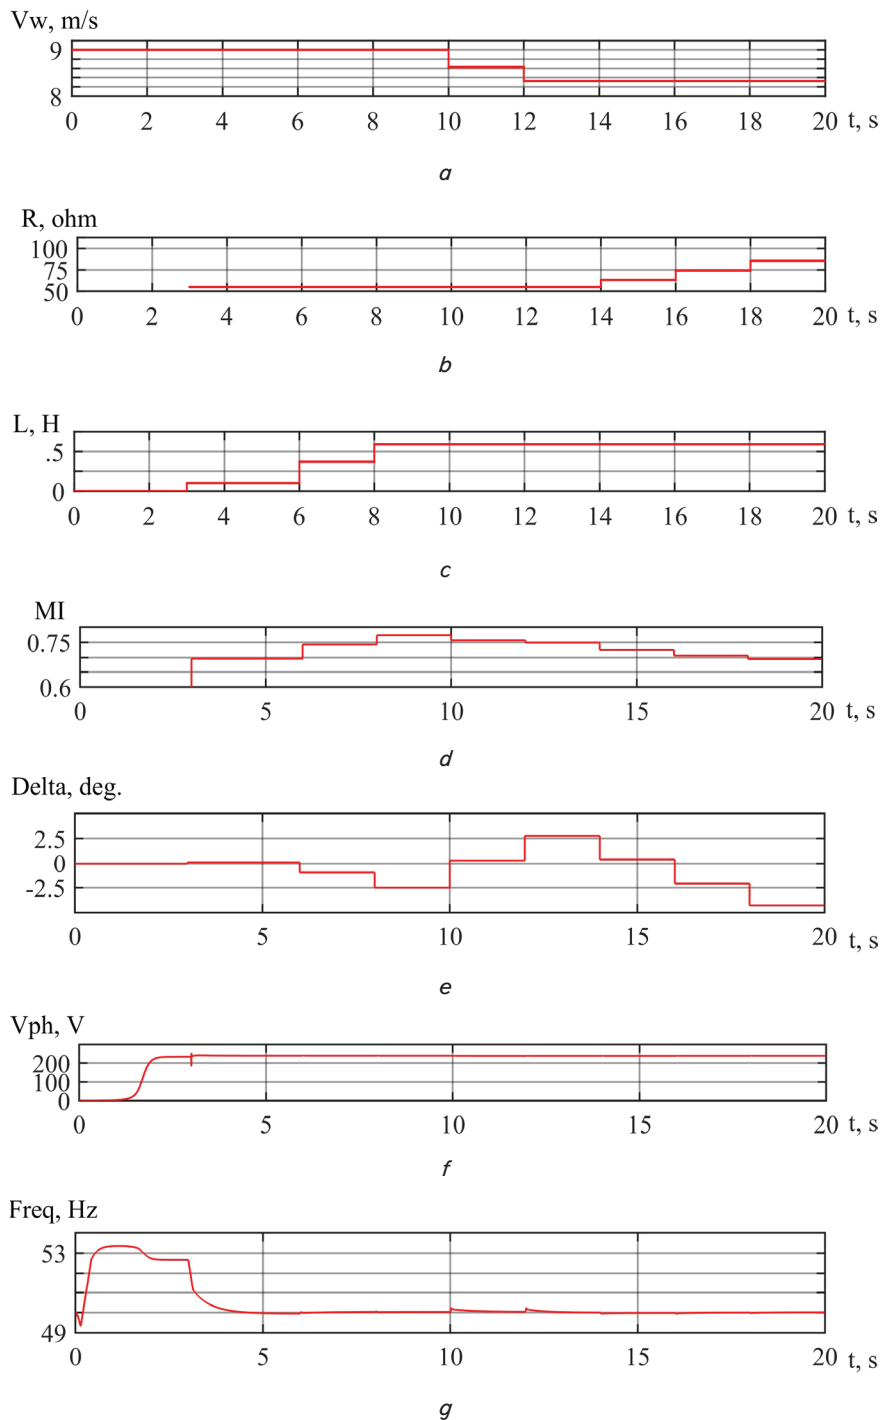 Vw, m/s
9
8
0 2 4 6 8 10 12 14 16 18 20 t, s
a
R, ohm
100
75
50
0 2 4 6 8 10 12 14 16 18 20 t, s
b
L, H
.5
0
0 2 4 6 8 10 12 14 16 18 20 t, s
c
MI
0.75
0.6
0 5 10 15 20 t, s
d
Delta, deg.
2.5
0
-2.5
0 5 10 15 20 t, s
e
Vph, V
200
100
0
0 5 10 15 20 t, s
f
Freq, Hz
53
49
0 5 10 15 20 t, s
g